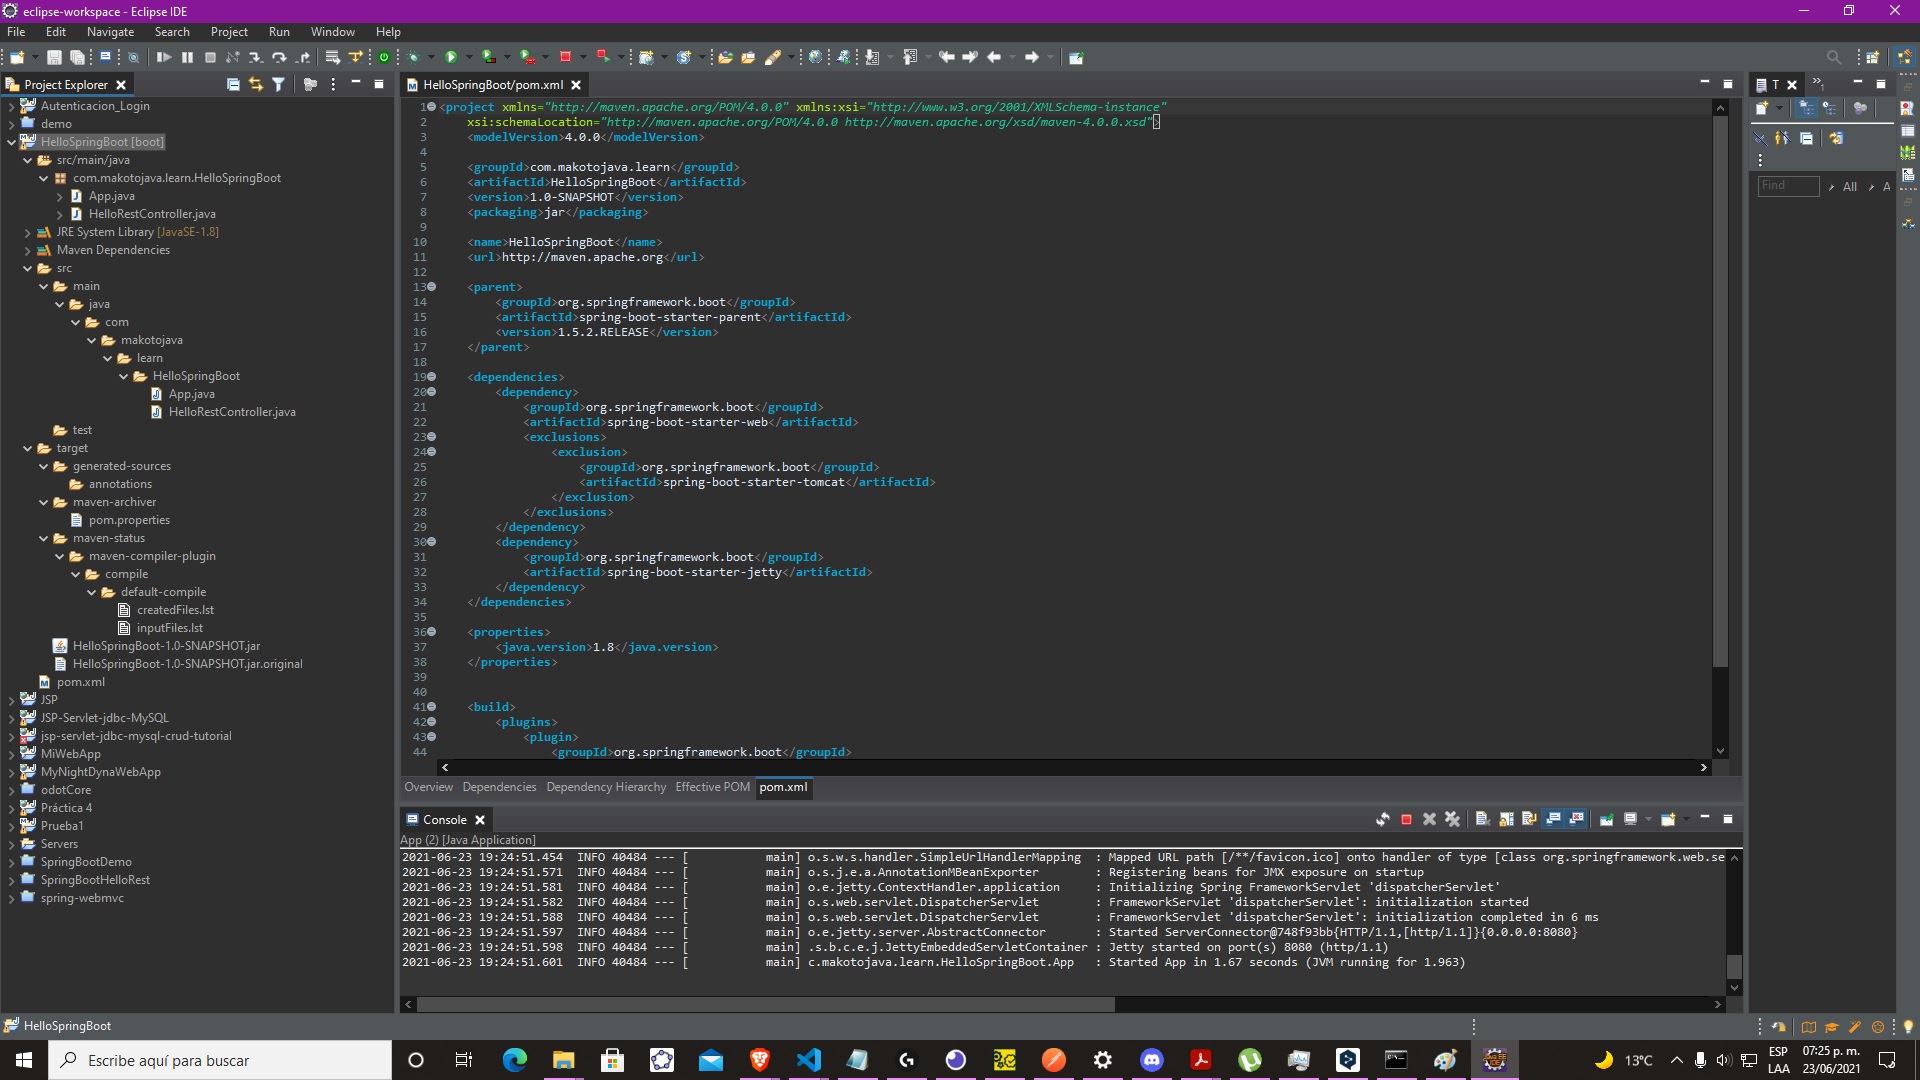 eclipse-workspace - Eclipse IDE
File Edit Navigate Search Project Run Window Help
Project Explorer
Autenticacion_Login
demo
HelloSpringBoot [boot]
src/main/java
com.makotojava.learn.HelloSpringBoot
App.java
HelloRestController.java
JRE System Library [JavaSE-1.8]
Maven Dependencies
src
main
java
com
makotojava
learn
HelloSpringBoot
App.java
HelloRestController.java
test
target
generated-sources
annotations
maven-archiver
pom.properties
maven-status
maven-compiler-plugin
compile
default-compile
createdFiles.lst
inputFiles.lst
HelloSpringBoot-1.0-SNAPSHOT.jar
HelloSpringBoot-1.0-SNAPSHOT.jar.original
pom.xml
JSP
JSP-Servlet-jdbc-MySQL
jsp-servlet-jdbc-mysql-crud-tutorial
MiWebApp
MyNightDynaWebApp
odotCore
Práctica 4
Prueba1
Servers
SpringBootDemo
SpringBootHelloRest
spring-webmvc
HelloSpringBoot/pom.xml
1 <project xmlns="http://maven.apache.org/POM/4.0.0" xmlns:xsi="http://www.w3.org/2001/XMLSchema-instance"
2 xsi:schemaLocation="http://maven.apache.org/POM/4.0.0 http://maven.apache.org/xsd/maven-4.0.0.xsd">
3 <modelVersion>4.0.0</modelVersion>
4
5 <groupId>com.makotojava.learn</groupId>
6 <artifactId>HelloSpringBoot</artifactId>
7 <version>1.0-SNAPSHOT</version>
8 <packaging>jar</packaging>
9
10 <name>HelloSpringBoot</name>
11 <url>http://maven.apache.org</url>
12
13 <parent>
14 <groupId>org.springframework.boot</groupId>
15 <artifactId>spring-boot-starter-parent</artifactId>
16 <version>1.5.2.RELEASE</version>
17 </parent>
18
19 <dependencies>
20 <dependency>
21 <groupId>org.springframework.boot</groupId>
22 <artifactId>spring-boot-starter-web</artifactId>
23 <exclusions>
24 <exclusion>
25 <groupId>org.springframework.boot</groupId>
26 <artifactId>spring-boot-starter-tomcat</artifactId>
27 </exclusion>
28 </exclusions>
29 </dependency>
30 <dependency>
31 <groupId>org.springframework.boot</groupId>
32 <artifactId>spring-boot-starter-jetty</artifactId>
33 </dependency>
34 </dependencies>
35
36 <properties>
37 <java.version>1.8</java.version>
38 </properties>
39
40
41 <build>
42 <plugins>
43 <plugin>
44 <groupId>org.springframework.boot</groupId>
Overview Dependencies Dependency Hierarchy Effective POM pom.xml
Console
App (2) [Java Application]
2021-06-23 19:24:51.454 INFO 40484 --- [ main] o.s.w.s.handler.SimpleUrlHandlerMapping : Mapped URL path [/**/favicon.ico] onto handler of type [class org.springframework.web.se
2021-06-23 19:24:51.571 INFO 40484 --- [ main] o.s.j.e.a.AnnotationMBeanExporter : Registering beans for JMX exposure on startup
2021-06-23 19:24:51.581 INFO 40484 --- [ main] o.e.jetty.ContextHandler.application : Initializing Spring FrameworkServlet 'dispatcherServlet'
2021-06-23 19:24:51.582 INFO 40484 --- [ main] o.s.web.servlet.DispatcherServlet : FrameworkServlet 'dispatcherServlet': initialization started
2021-06-23 19:24:51.588 INFO 40484 --- [ main] o.s.web.servlet.DispatcherServlet : FrameworkServlet 'dispatcherServlet': initialization completed in 6 ms
2021-06-23 19:24:51.597 INFO 40484 --- [ main] o.e.jetty.server.AbstractConnector : Started ServerConnector@748f93bb{HTTP/1.1,[http/1.1]}{0.0.0.0:8080}
2021-06-23 19:24:51.598 INFO 40484 --- [ main] .s.b.c.e.j.JettyEmbeddedServletContainer : Jetty started on port(s) 8080 (http/1.1)
2021-06-23 19:24:51.601 INFO 40484 --- [ main] c.makotojava.learn.HelloSpringBoot.App : Started App in 1.67 seconds (JVM running for 1.963)
T
Find All A
HelloSpringBoot
Escribe aquí para buscar
13°C
ESP
LAA
07:25 p. m.
23/06/2021